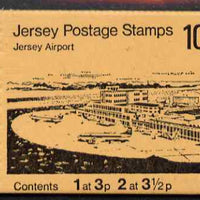 Jersey Postage Stamps
10
Jersey Airport
Contents 1 at 3p 2 at 3½p